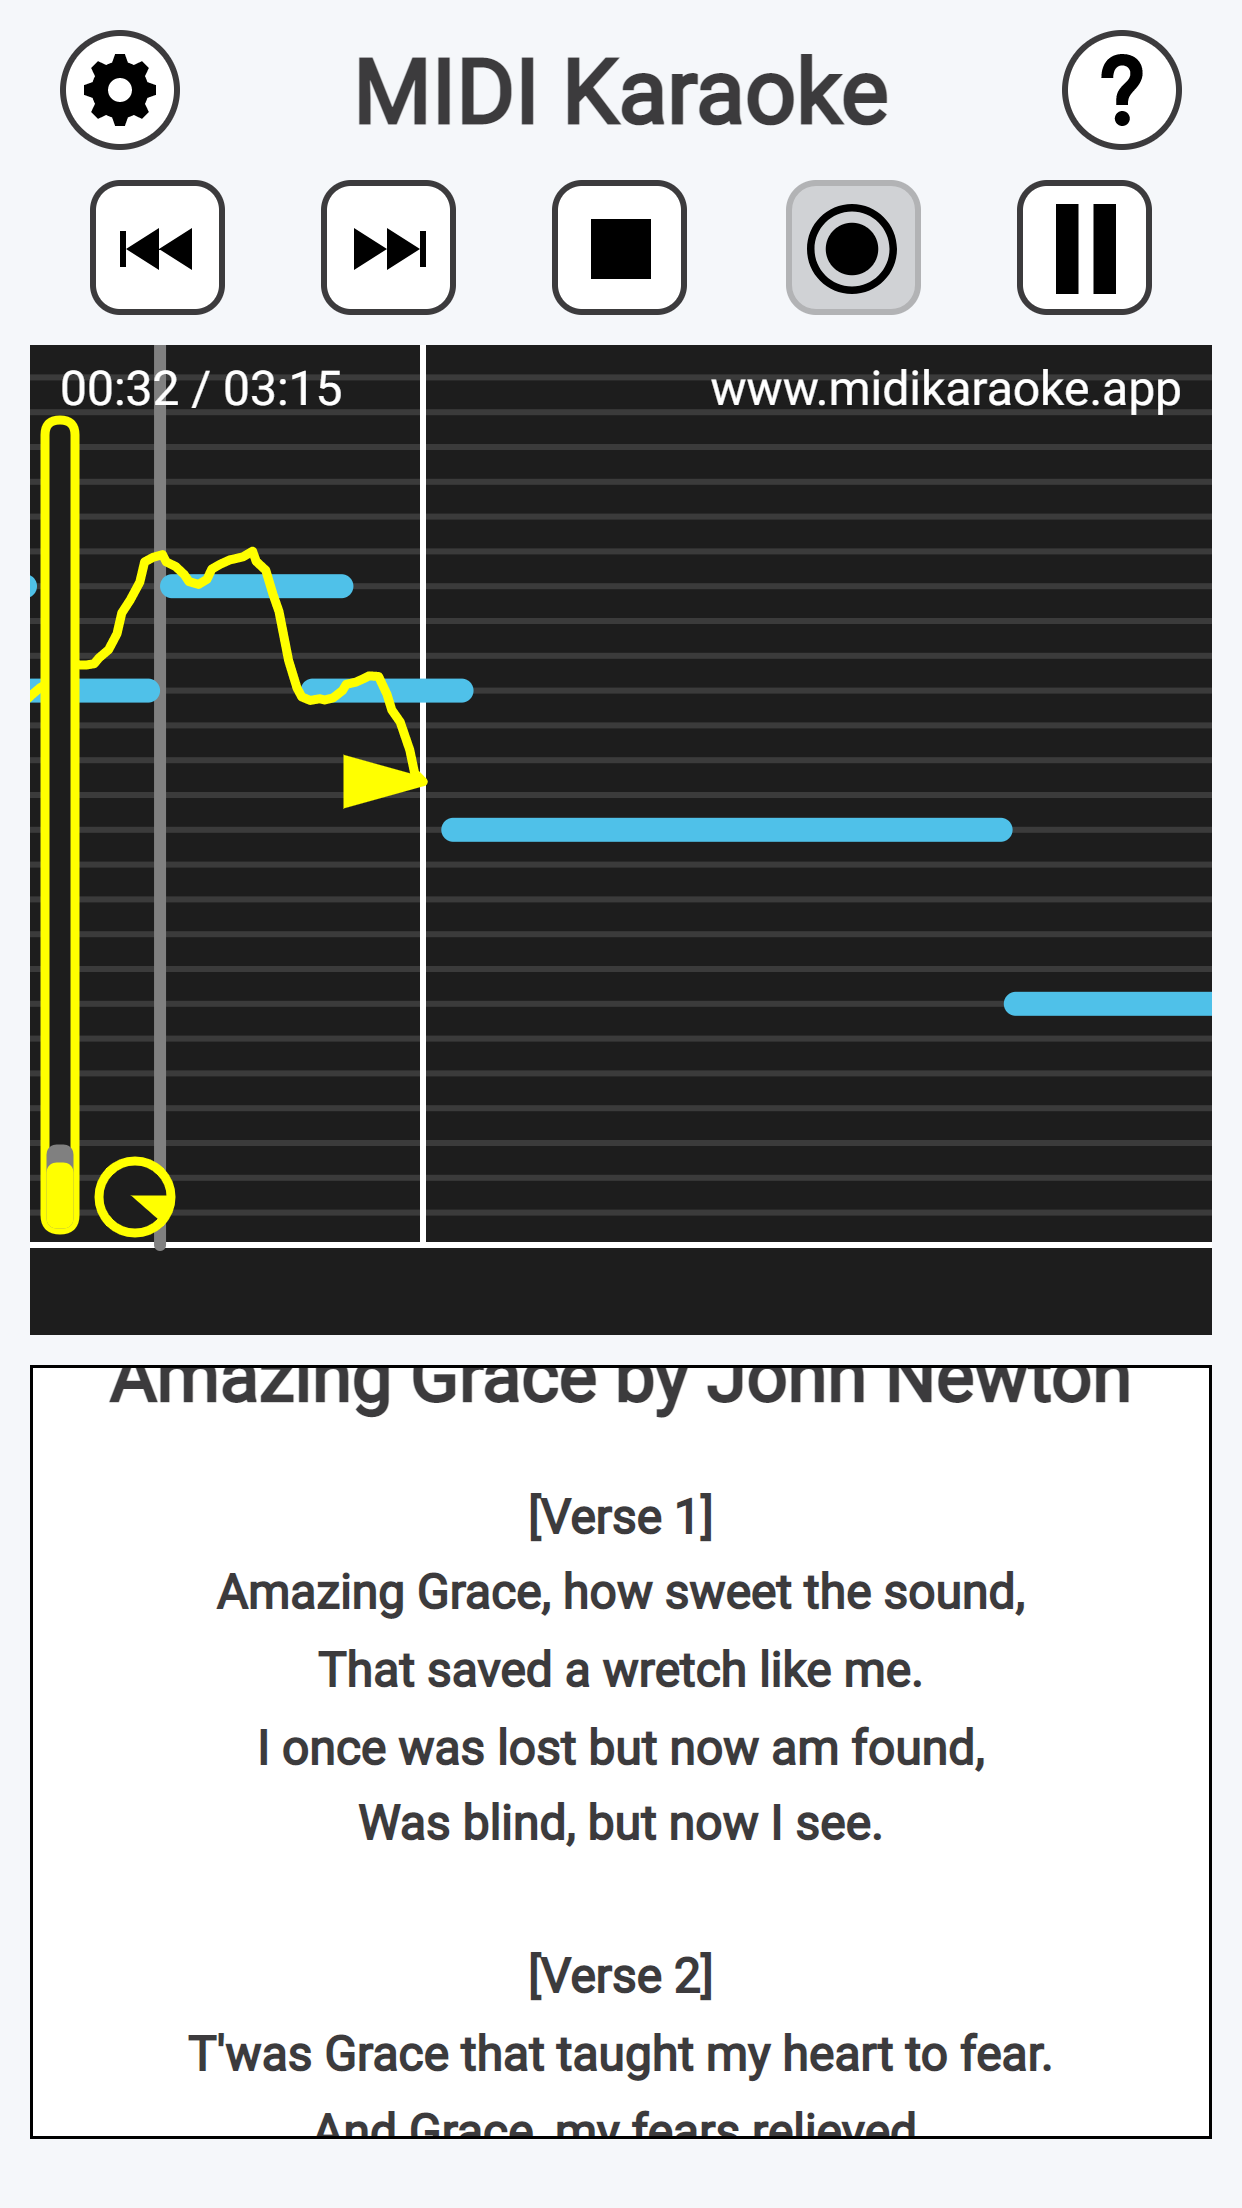 MIDI Karaoke
00:32 / 03:15
www.midikaraoke.app
Amazing Grace by John Newton
[Verse 1]
Amazing Grace, how sweet the sound,
That saved a wretch like me.
I once was lost but now am found,
Was blind, but now I see.
[Verse 2]
T'was Grace that taught my heart to fear.
And Grace, my fears relieved